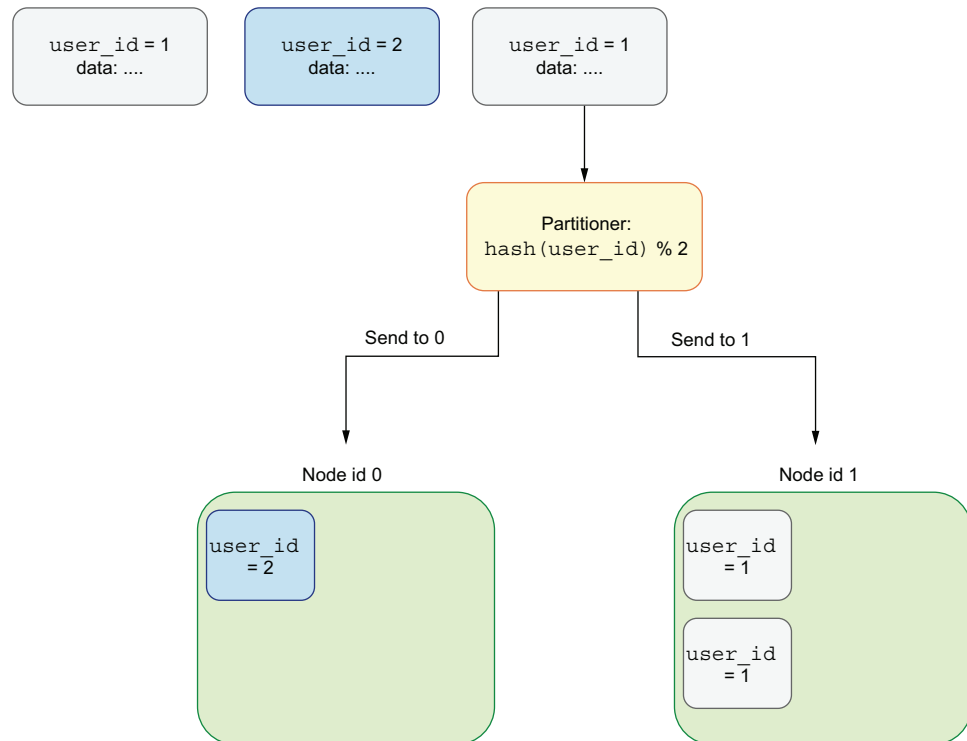 user_id = 1
data: ....
user_id = 2
data: ....
user_id = 1
data: ....
Partitioner:
hash(user_id) % 2
Send to 0
Send to 1
Node id 0
Node id 1
user_id
= 2
user_id
= 1
user_id
= 1